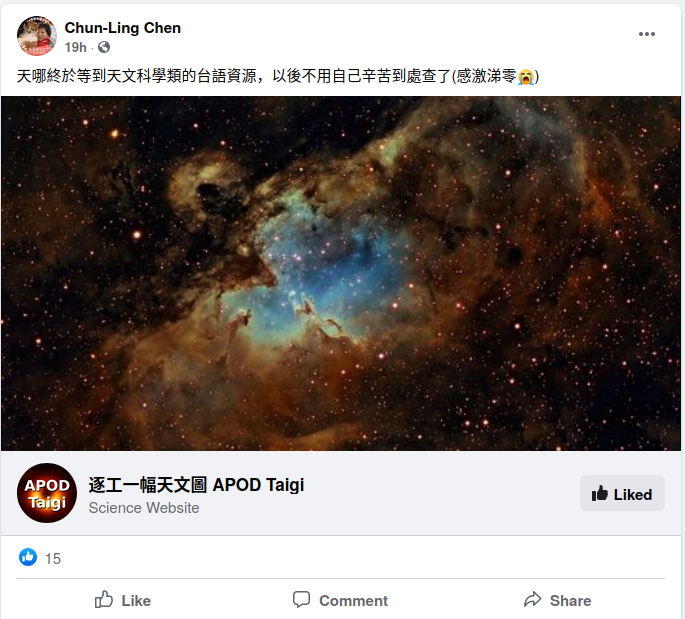 Chun-Ling Chen
19h ·
天哪終於等到天文科學類的台語資源，以後不用自己辛苦到處查了(感激涕零😭)
APOD
Taigi
逐工一幅天文圖 APOD Taigi
Science Website
Liked
15
Like
Comment
Share